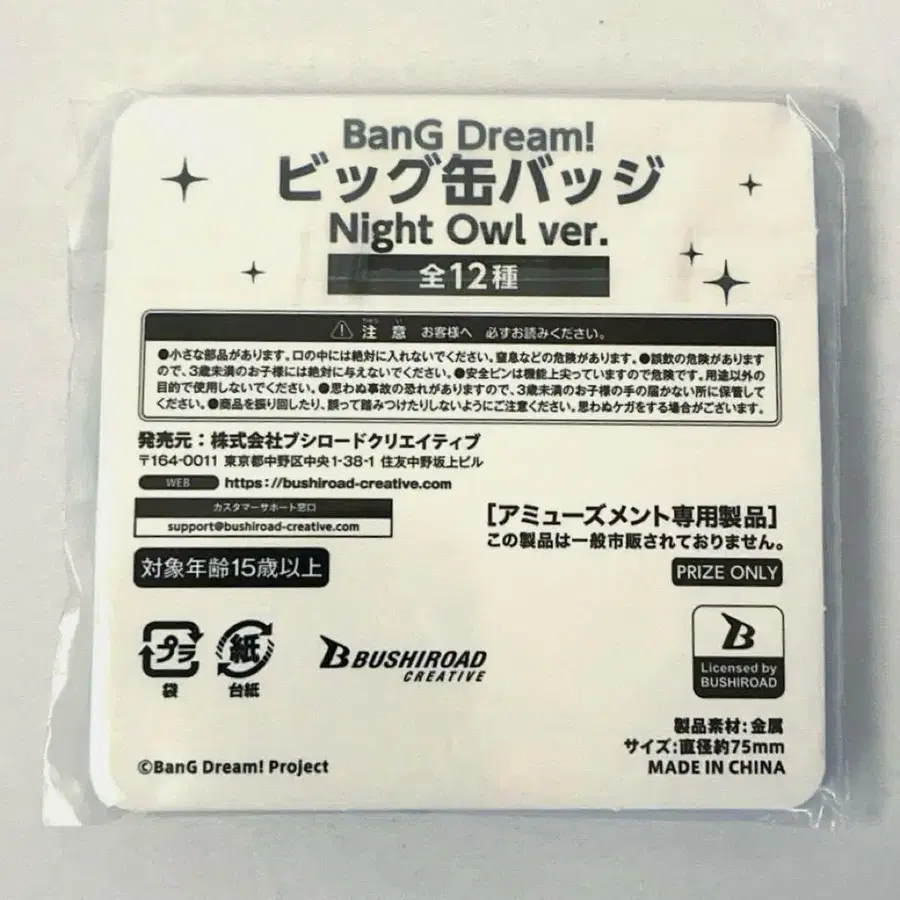 BanG Dream!
ビッグ缶バッジ
Night Owl ver.
全12種
注意 お客様へ 必ずお読みください。
●小さな部品があります。口の中には絶対に入れないでください。窒息などの危険があります。●誤飲の危険があります
ので、3歳未満のお子様には絶対に与えないでください。●安全ピンは機能上尖っていますので危険です。用途以外の
目的で使用しないでください。●思わぬ事故の恐れがありますので、3歳未満のお子様の手の届かない所に保管して
ください。●商品を振り回したり、誤って踏みつけたりしないようにご注意ください。思わぬケガをする場合がございます。
発売元：株式会社ブシロードクリエイティブ
〒164-0011 東京都中野区中央1-38-1 住友中野坂上ビル
WEB https://bushiroad-creative.com
カスタマーサポート窓口
support@bushiroad-creative.com
[アミューズメント専用製品]
この製品は一般市販されておりません。
対象年齢15歳以上
PRIZE ONLY
プラ
袋
紙
台紙
BUSHIROAD
CREATIVE
Licensed by
BUSHIROAD
製品素材:金属
サイズ:直径約75mm
MADE IN CHINA
©BanG Dream! Project